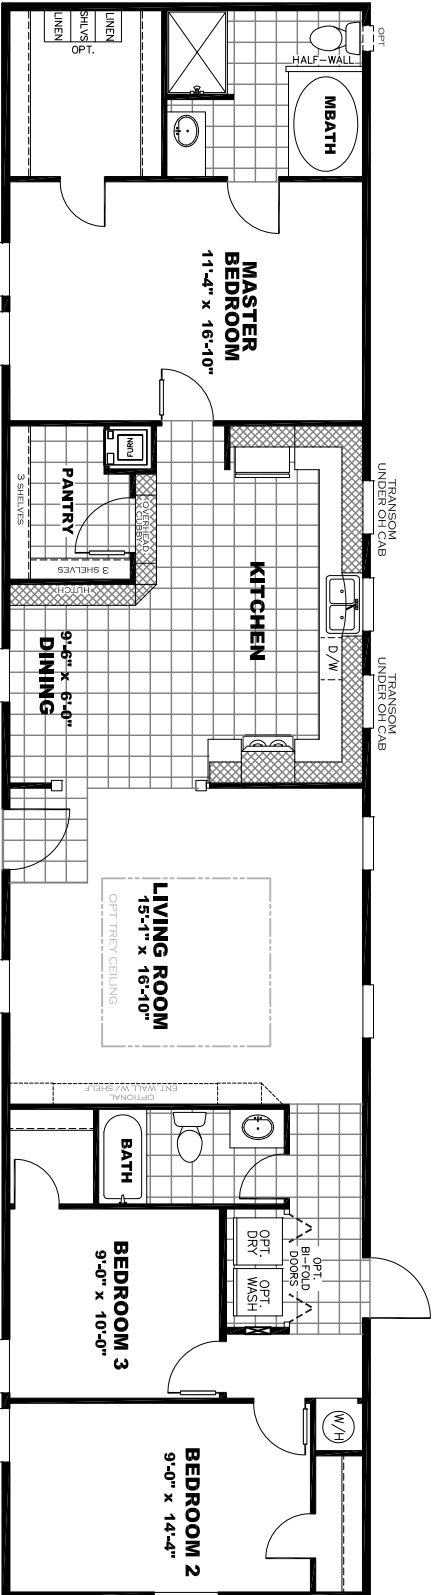 LINEN
SHLVS
LINEN
OPT.
OPT
HALF-WALL
MBATH
MASTER
BEDROOM
11'-4" x 16'-10"
FURN
PANTRY
3 SHELVES
3 SHELVES
OVERHEAD
CUBBY
HUTCH
KITCHEN
D/W
TRANSOM
UNDER OH CAB
TRANSOM
UNDER OH CAB
DINING
9'-6" x 6'-0"
LIVING ROOM
15'-1" x 16'-10"
OPT TREY CEILING
OPTIONAL
ENT. WALL W/ SHELF
BATH
OPT.
DRY
OPT.
WASH
OPT.
BI-FOLD
DOORS
BEDROOM 3
9'-0" x 10'-0"
W/H
BEDROOM 2
9'-0" x 14'-4"